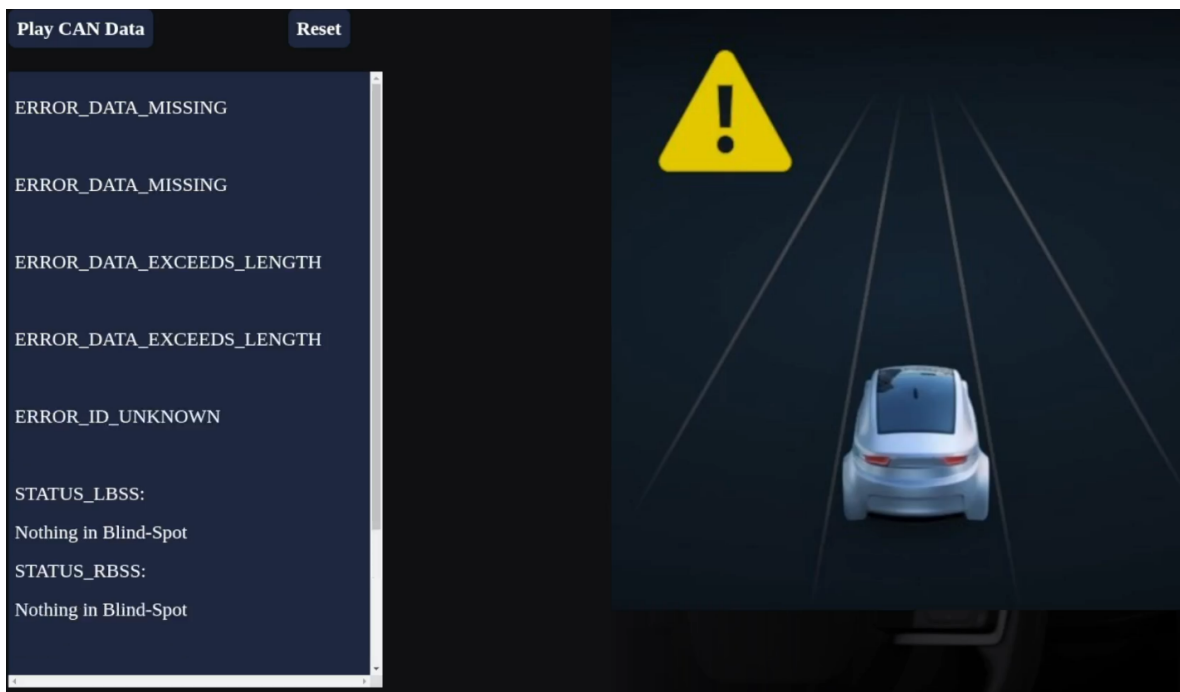 Play CAN Data
Reset
ERROR_DATA_MISSING
ERROR_DATA_MISSING
ERROR_DATA_EXCEEDS_LENGTH
ERROR_DATA_EXCEEDS_LENGTH
ERROR_ID_UNKNOWN
STATUS_LBSS:
Nothing in Blind-Spot
STATUS_RBSS:
Nothing in Blind-Spot